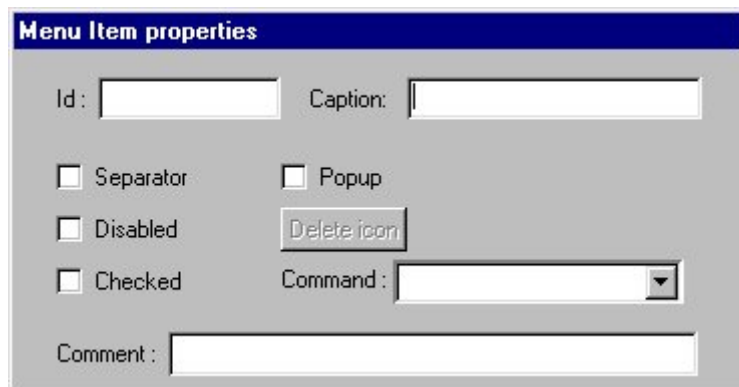 Menu Item properties
Id : Caption:
Separator Popup
Disabled Delete icon
Checked Command :
Comment :